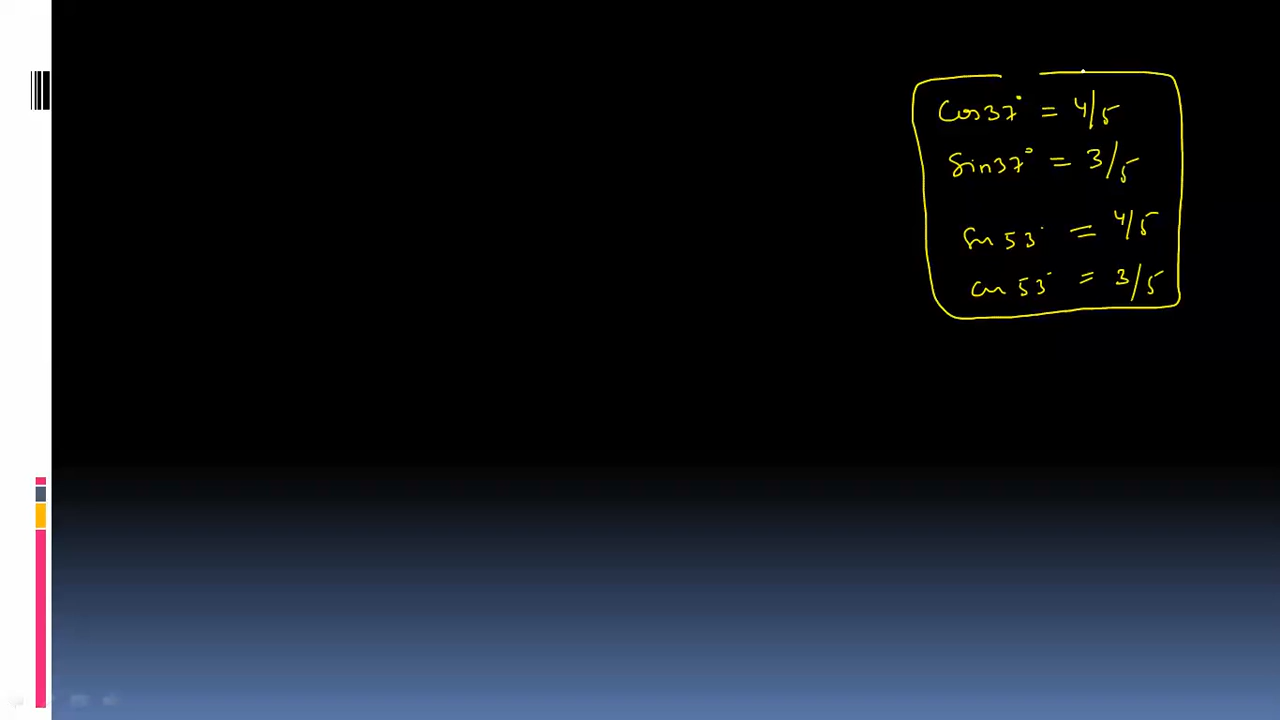 cos37° = 4/5
sin37° = 3/5
sin 53° = 4/5
cos 53° = 3/5